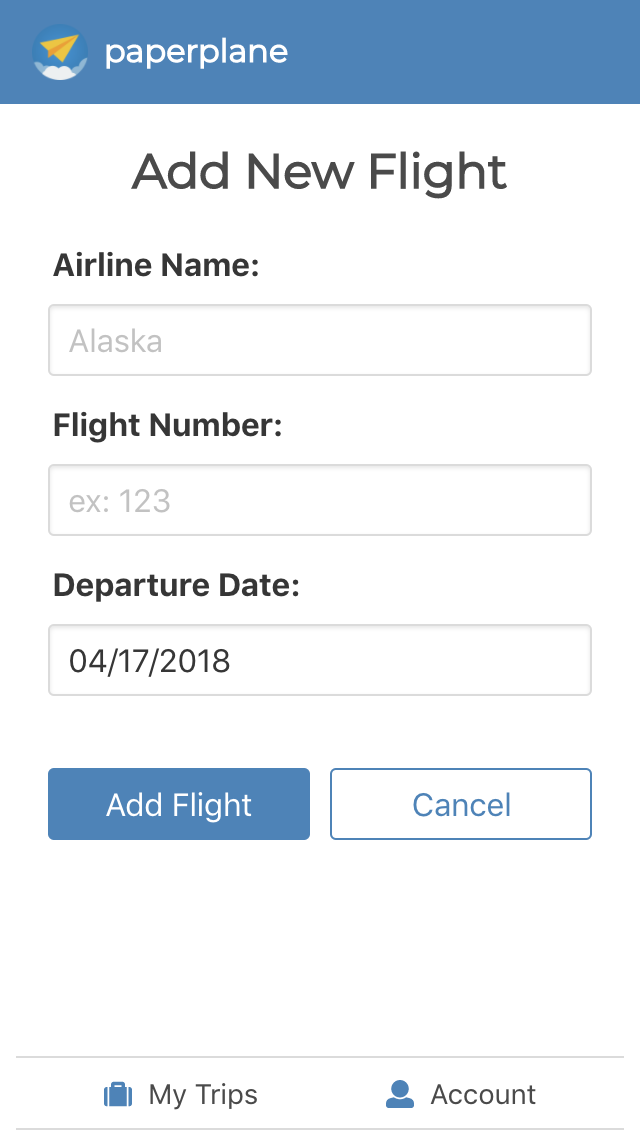 paperplane
Add New Flight
Airline Name:
Alaska
Flight Number:
ex: 123
Departure Date:
04/17/2018
Add Flight
Cancel
My Trips
Account